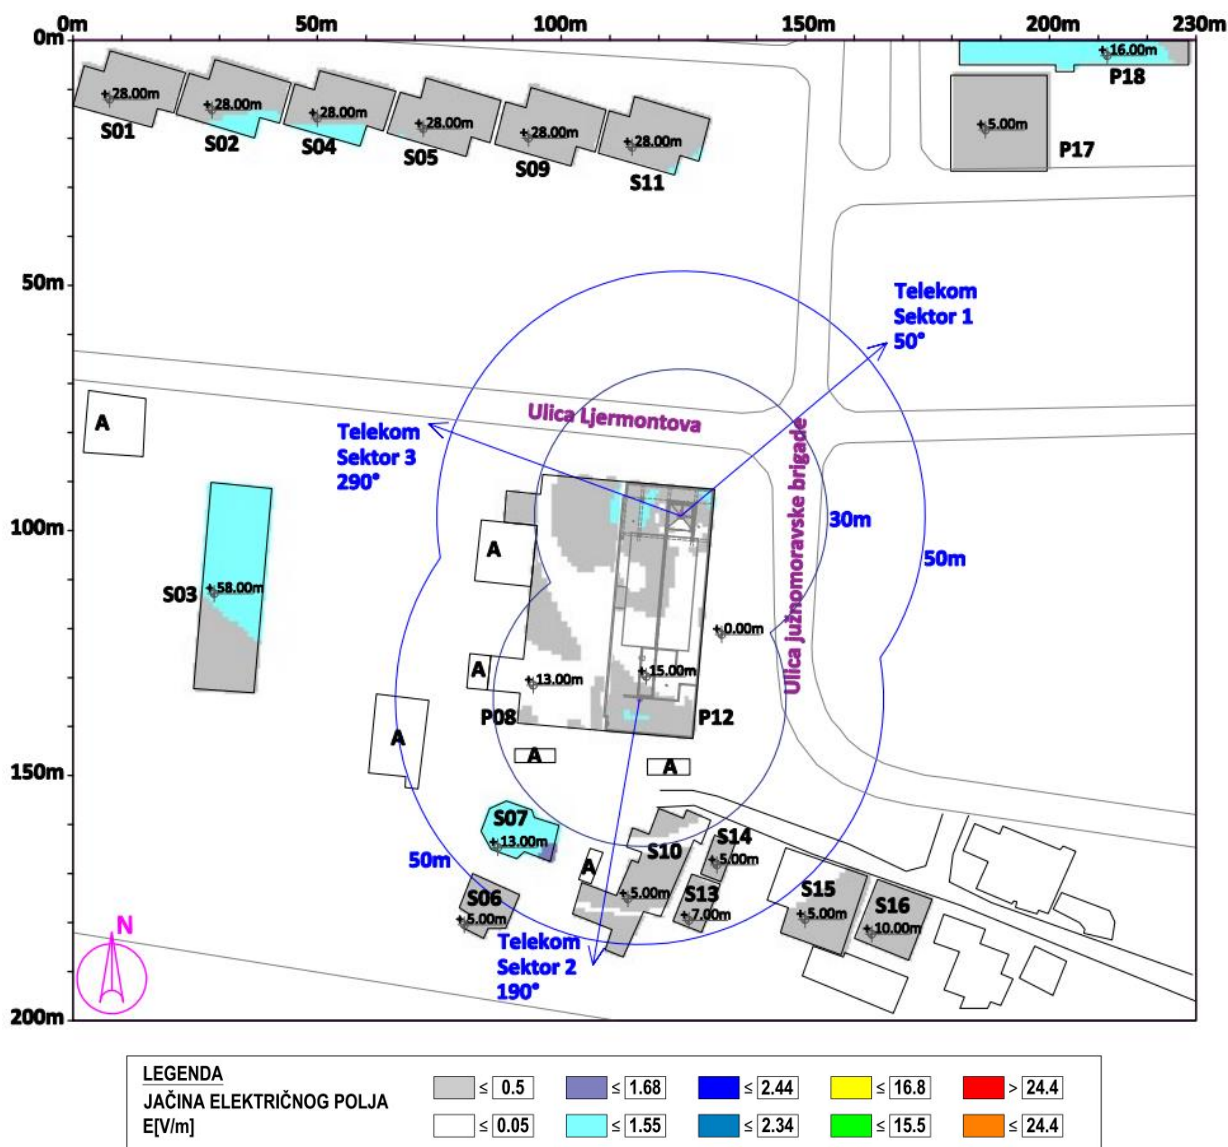 0m 50m 100m 150m 200m 230m
0m
+16.00m
P18
+28.00m
S01
+28.00m
S02
+28.00m
S04
+28.00m
S05
+28.00m
S09
+28.00m
S11
+5.00m
P17
50m
Telekom
Sektor 1
50°
Ulica Ljermontova
A
Telekom
Sektor 3
290°
Ulica južnomoravske brigade
30m
50m
100m
A
+58.00m
S03
+0.00m
A
+13.00m
+15.00m
P08
P12
A
A
A
150m
S07
+13.00m
50m
S14
+5.00m
S10
A
+5.00m
S13
+7.00m
S06
+5.00m
S15
+5.00m
S16
+10.00m
N
Telekom
Sektor 2
190°
200m
LEGENDA
JAČINA ELEKTRIČNOG POLJA
E[V/m]
≤ 0.5 ≤ 1.68 ≤ 2.44 ≤ 16.8 > 24.4
≤ 0.05 ≤ 1.55 ≤ 2.34 ≤ 15.5 ≤ 24.4